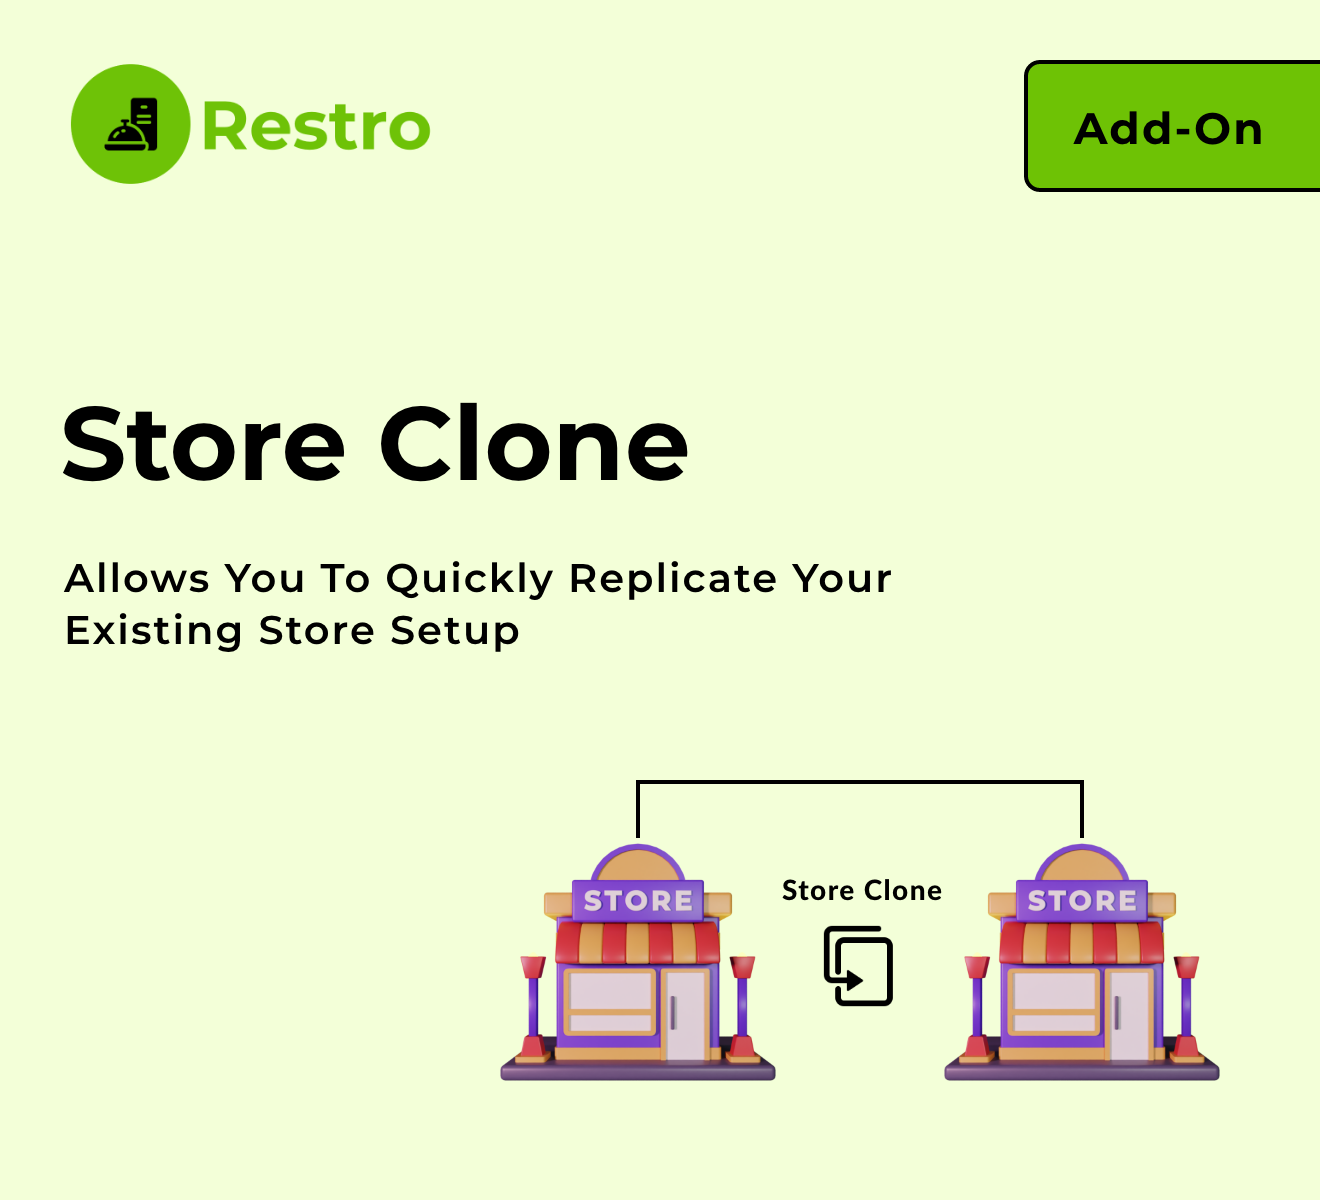 Restro
Add-On
Store Clone
Allows You To Quickly Replicate Your
Existing Store Setup
STORE
Store Clone
STORE